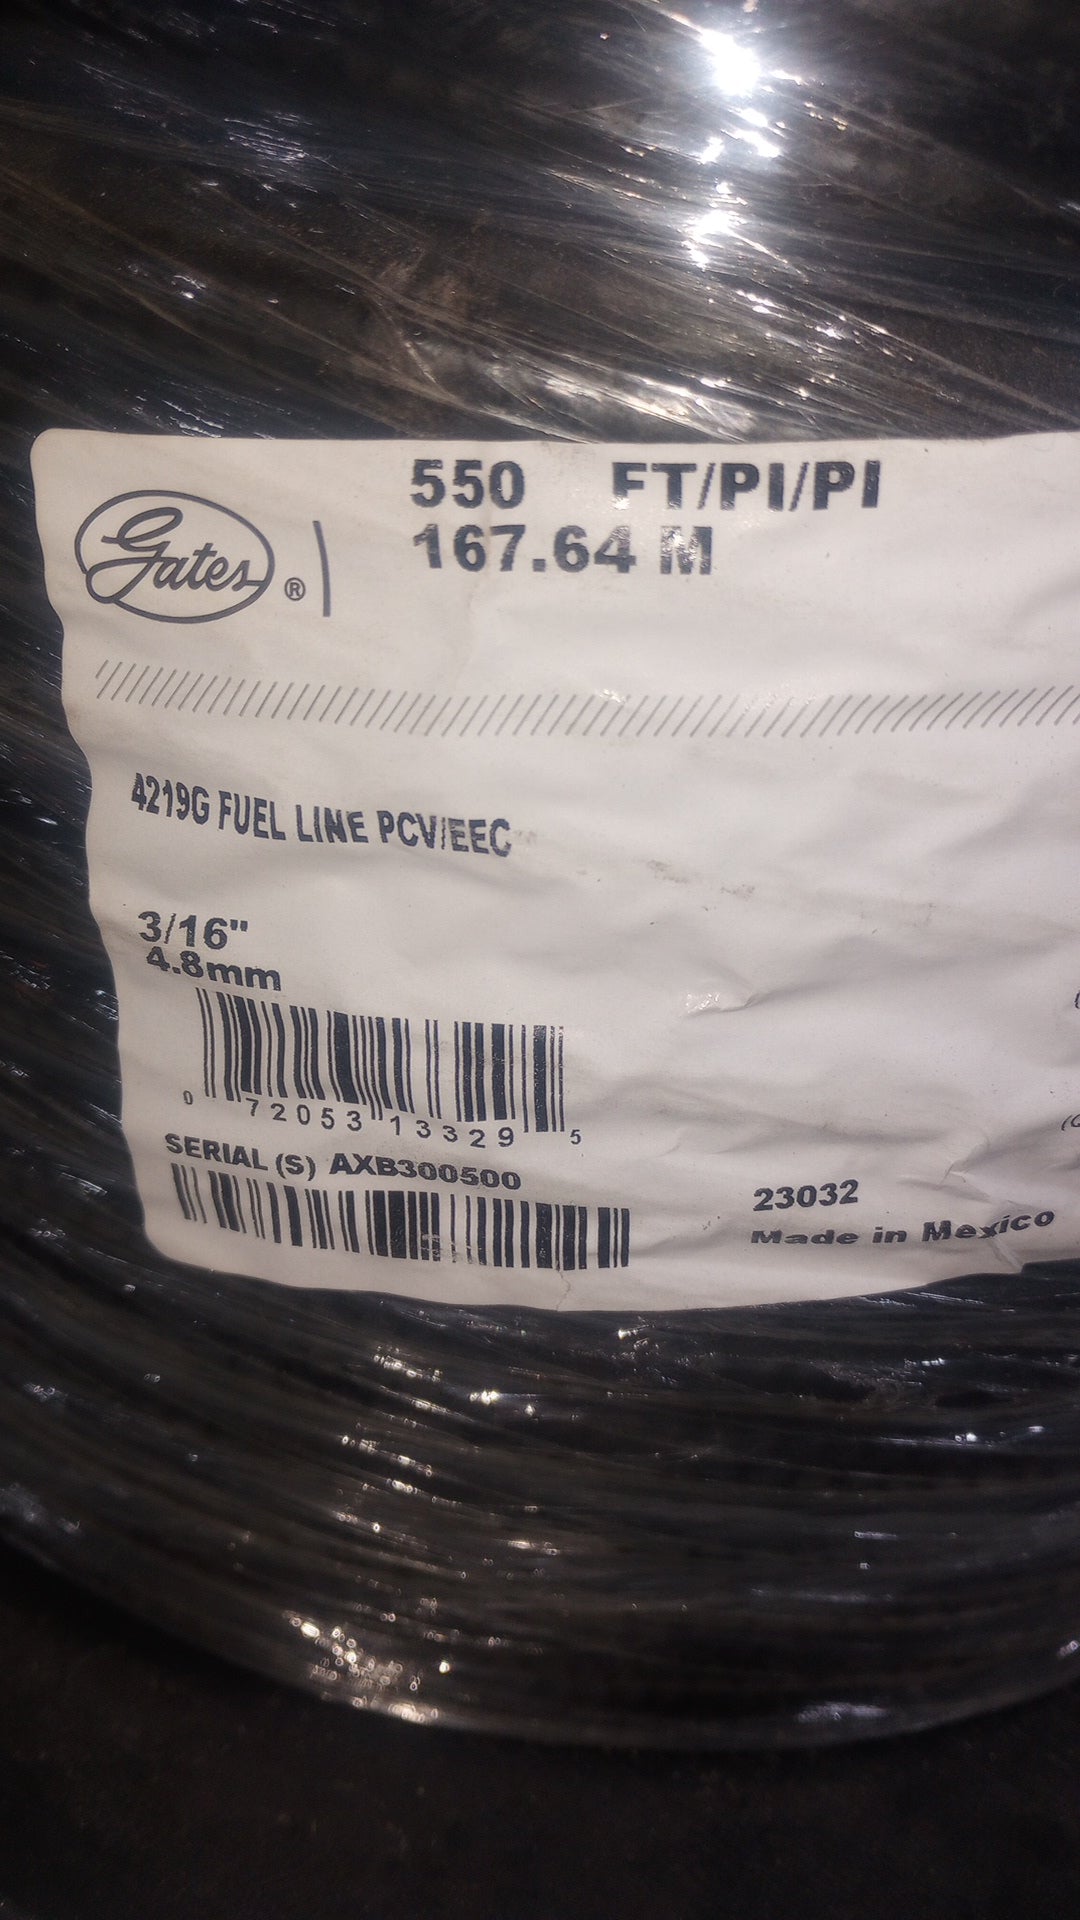 Gates ®
550 FT/PI/PI
167.64 M
4219G FUEL LINE PCV/EEC
3/16"
4.8mm
0 72053 13329 5
SERIAL (S) AXB300500
23032
Made in Mexico